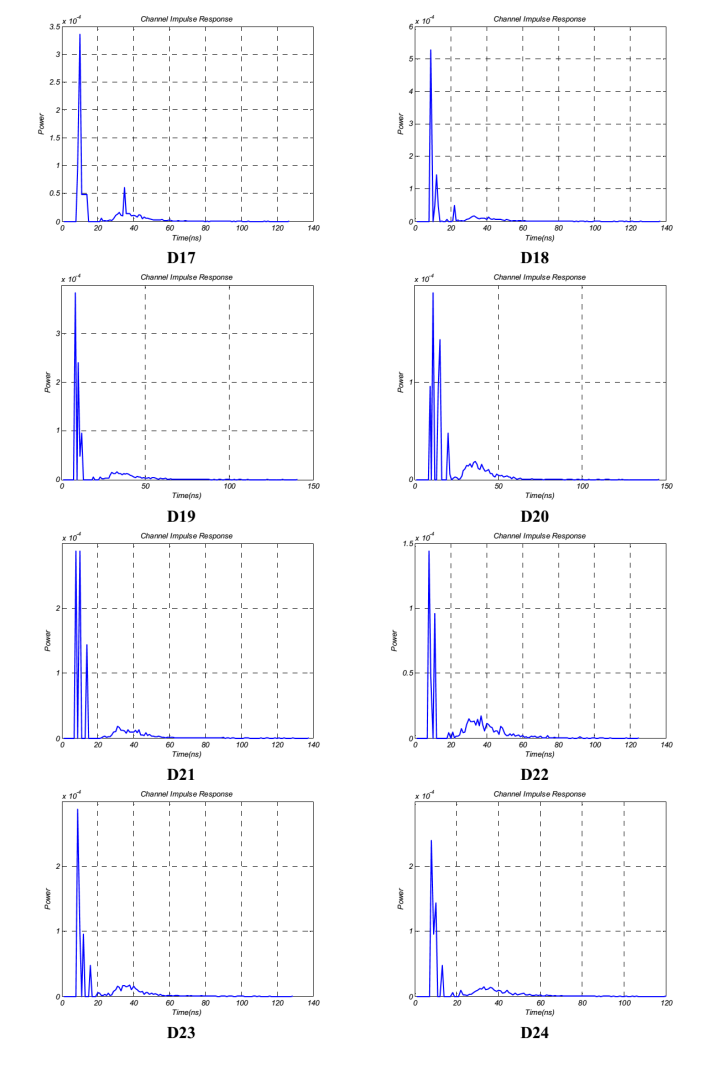 x 10-4 Channel Impulse Response
3.5
3
2.5
2
1.5
1
0.5
0
Power
0 20 40 60 80 100 120 140
Time(ns)
D17
x 10-4 Channel Impulse Response
6
5
4
3
2
1
0
Power
0 20 40 60 80 100 120 140
Time(ns)
D18
x 10-4 Channel Impulse Response
3
2
1
0
Power
0 50 100 150
Time(ns)
D19
x 10-4 Channel Impulse Response
1
0
Power
0 50 100 150
Time(ns)
D20
x 10-4 Channel Impulse Response
2
1
0
Power
0 20 40 60 80 100 120 140
Time(ns)
D21
x 10-4 Channel Impulse Response
1.5
1
0.5
0
Power
0 20 40 60 80 100 120 140
Time(ns)
D22
x 10-4 Channel Impulse Response
2
1
0
Power
0 20 40 60 80 100 120 140
Time(ns)
D23
x 10-4 Channel Impulse Response
2
1
0
Power
0 20 40 60 80 100 120
Time(ns)
D24